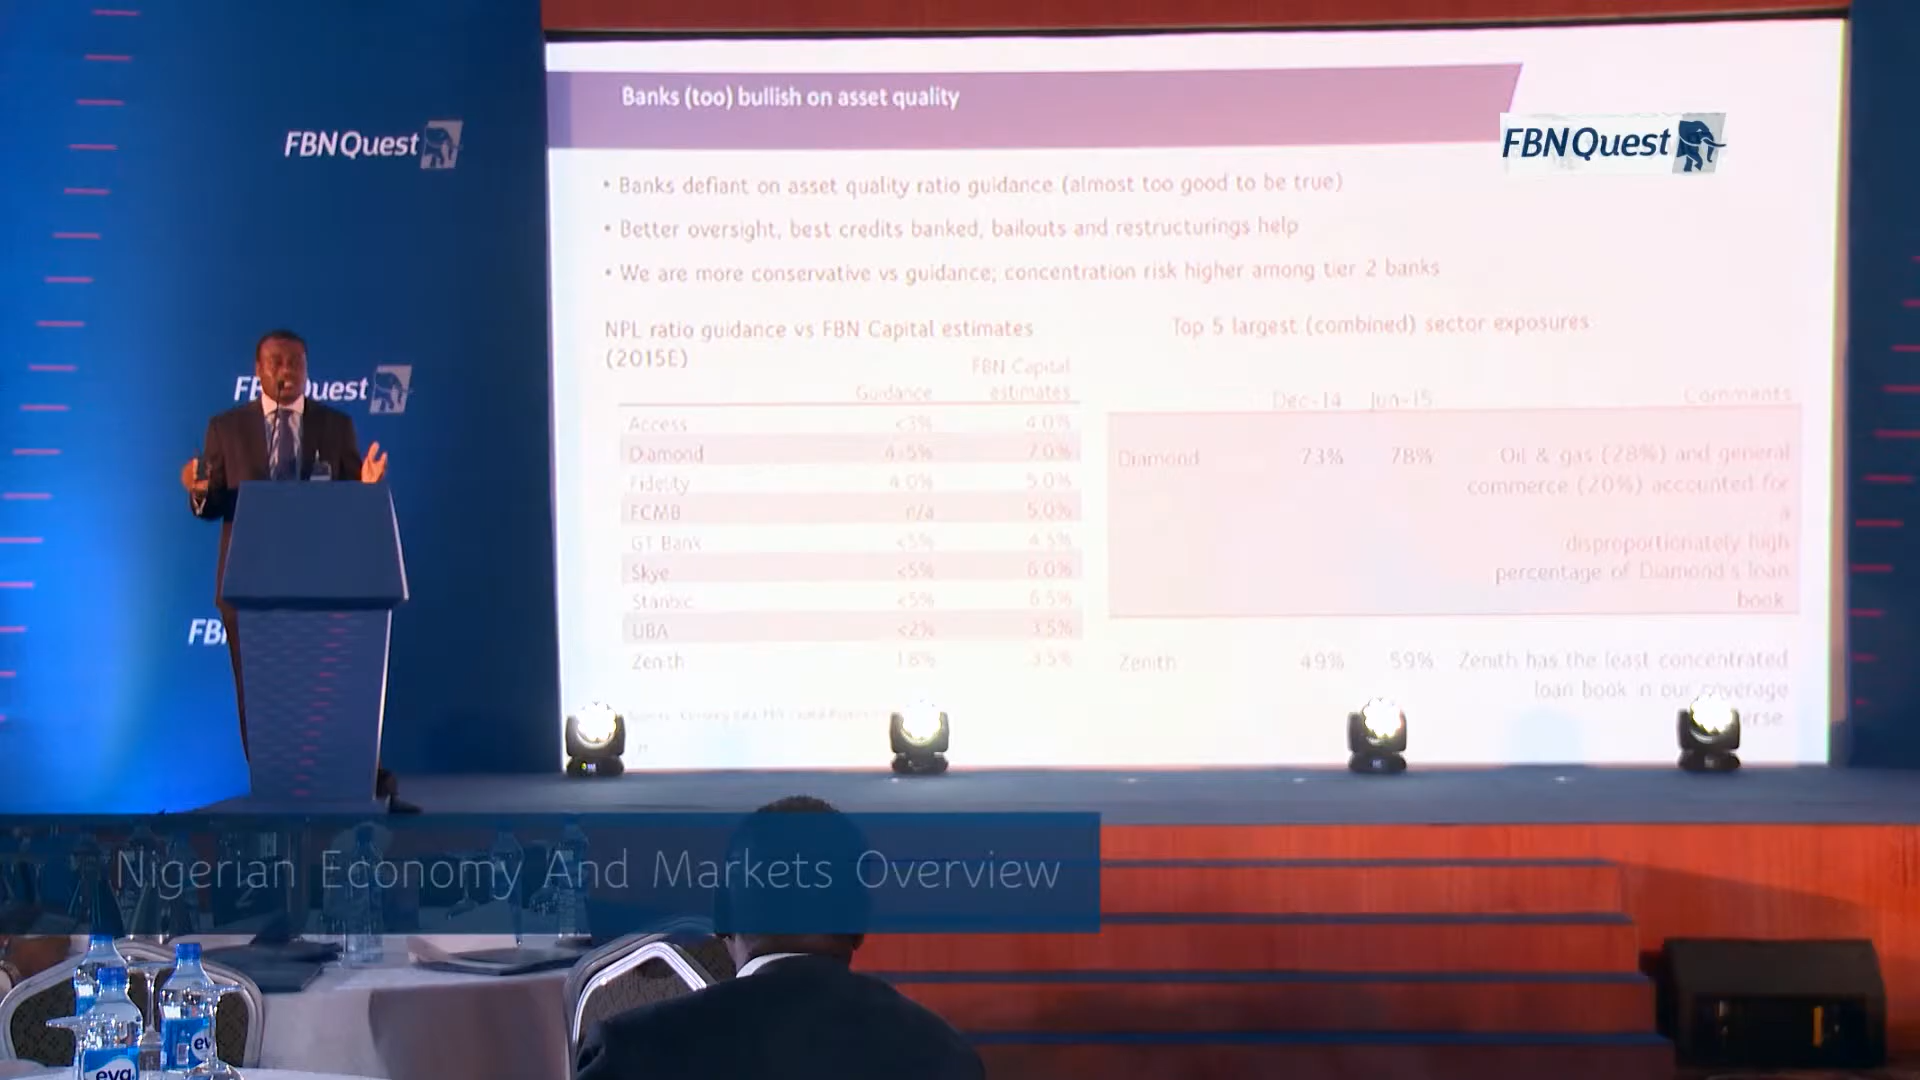 Banks (too) bullish on asset quality
FBNQuest
FBNQuest
• Banks defiant on asset quality ratio guidance (almost too good to be true)
• Better oversight, best credits banked, bailouts and restructurings help
• We are more conservative vs guidance; concentration risk higher among tier 2 banks
NPL ratio guidance vs FBN Capital estimates
(2015E)
FBN Capital
Guidance estimates
Access <3% 4.0%
Diamond 4-5% 7.0%
Fidelity 4.0% 5.0%
FCMB n/a 5.0%
GT Bank <5% 4.5%
Skye <5% 6.0%
Stanbic <5% 6.5%
UBA <2% 3.5%
Zenith 1.8% 3.5%
Top 5 largest (combined) sector exposures
Dec-14 Jun-15 Comments
Diamond 73% 78% Oil & gas (28%) and general
commerce (20%) accounted for
a
disproportionately high
percentage of Diamond's loan
book
Zenith 49% 59% Zenith has the least concentrated
loan book in our coverage
erse
FB uest
FB
Nigerian Economy And Markets Overview
eva
ev